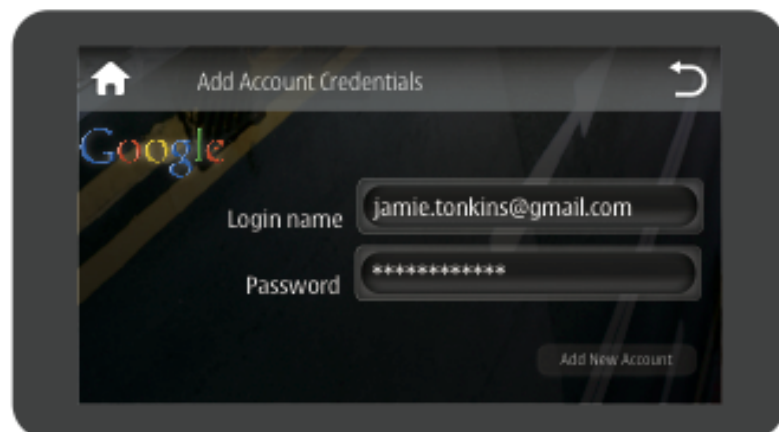 Add Account Credentials
Google
Login name jamie.tonkins@gmail.com
Password ************
Add New Account